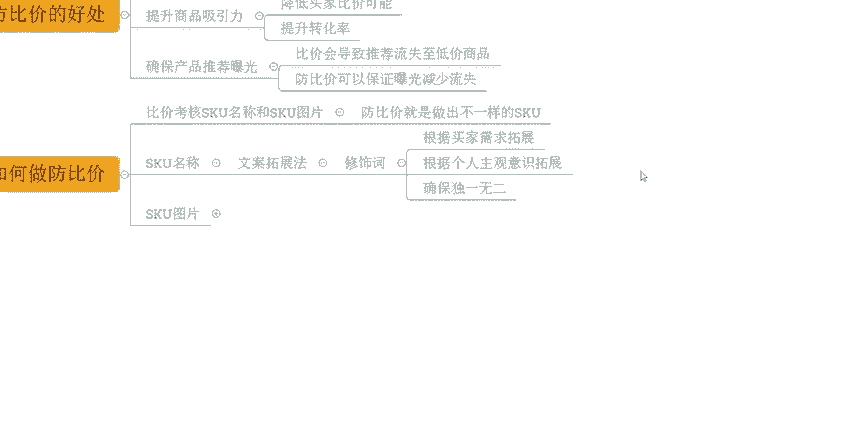 防比价的好处
提升商品吸引力
降低买家比价可能
提升转化率
确保产品推荐曝光
比价会导致推荐流失至低价商品
防比价可以保证曝光减少流失
如何做防比价
比价考核SKU名称和SKU图片
防比价就是做出不一样的SKU
SKU名称
文案拓展法
修饰词
根据买家需求拓展
根据个人主观意识拓展
确保独一无二
SKU图片